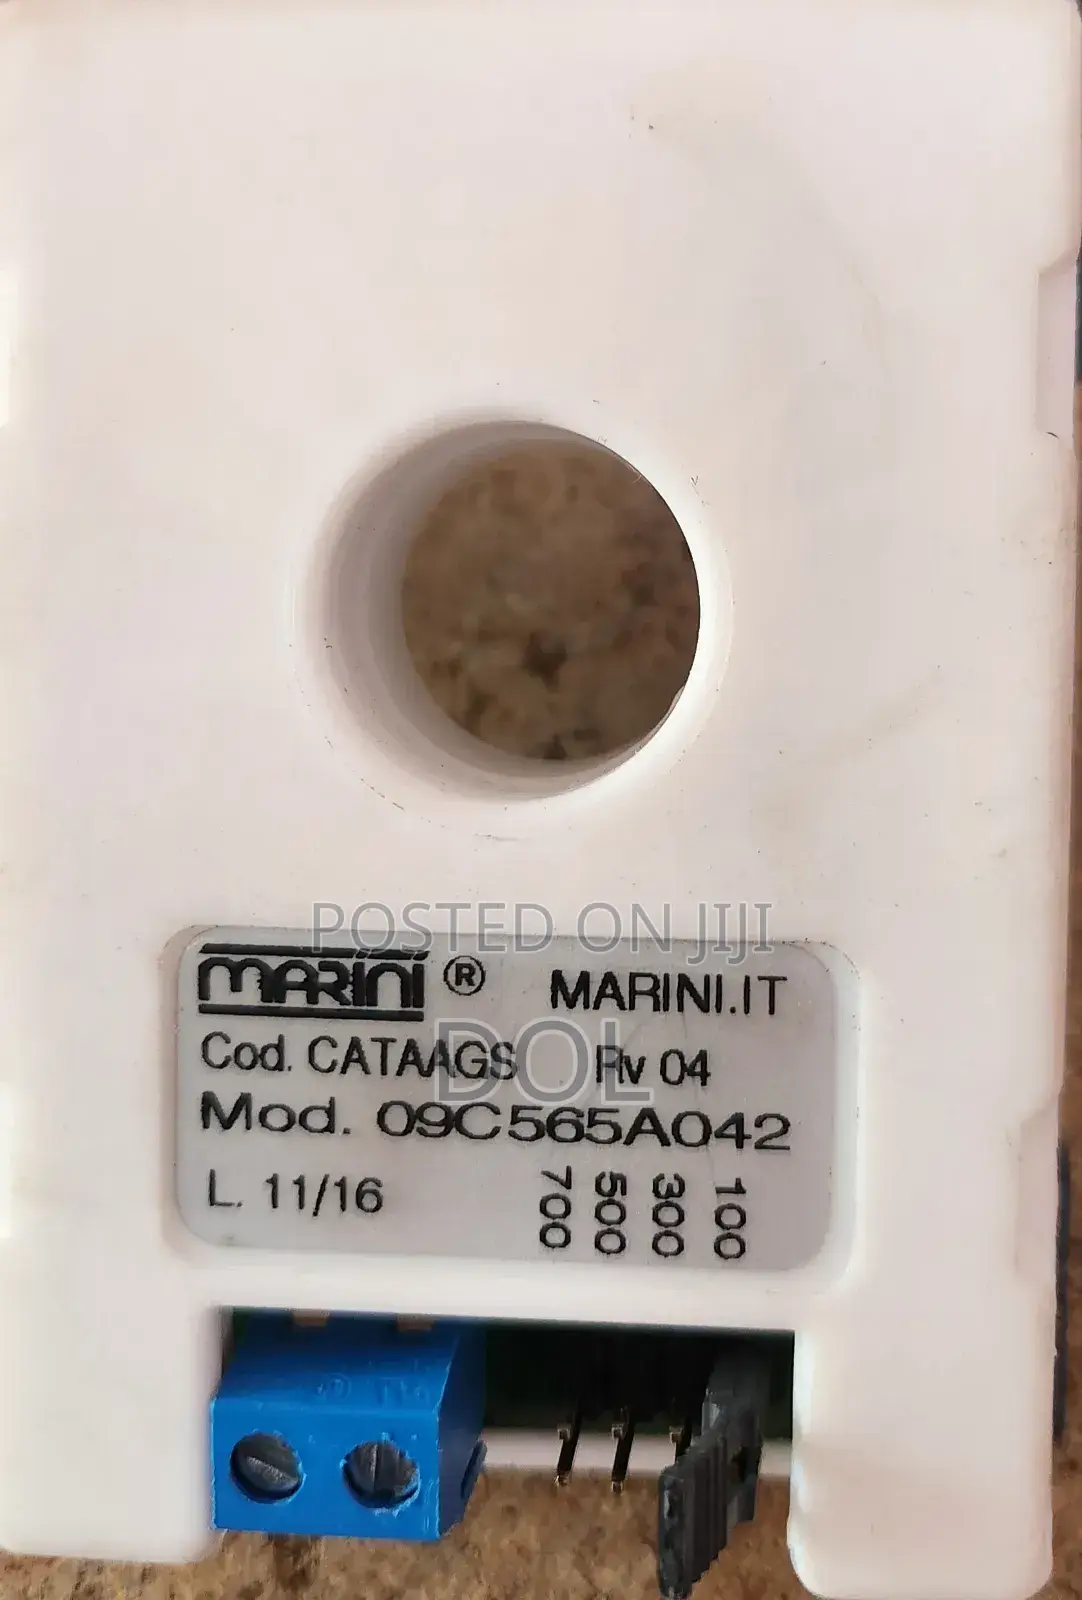 POSTED ON JIJI
MARINI ® MARINI.IT
DOL
Cod. CATAAGS Rv 04
Mod. 09C565A042
L. 11/16
700 500 300 100